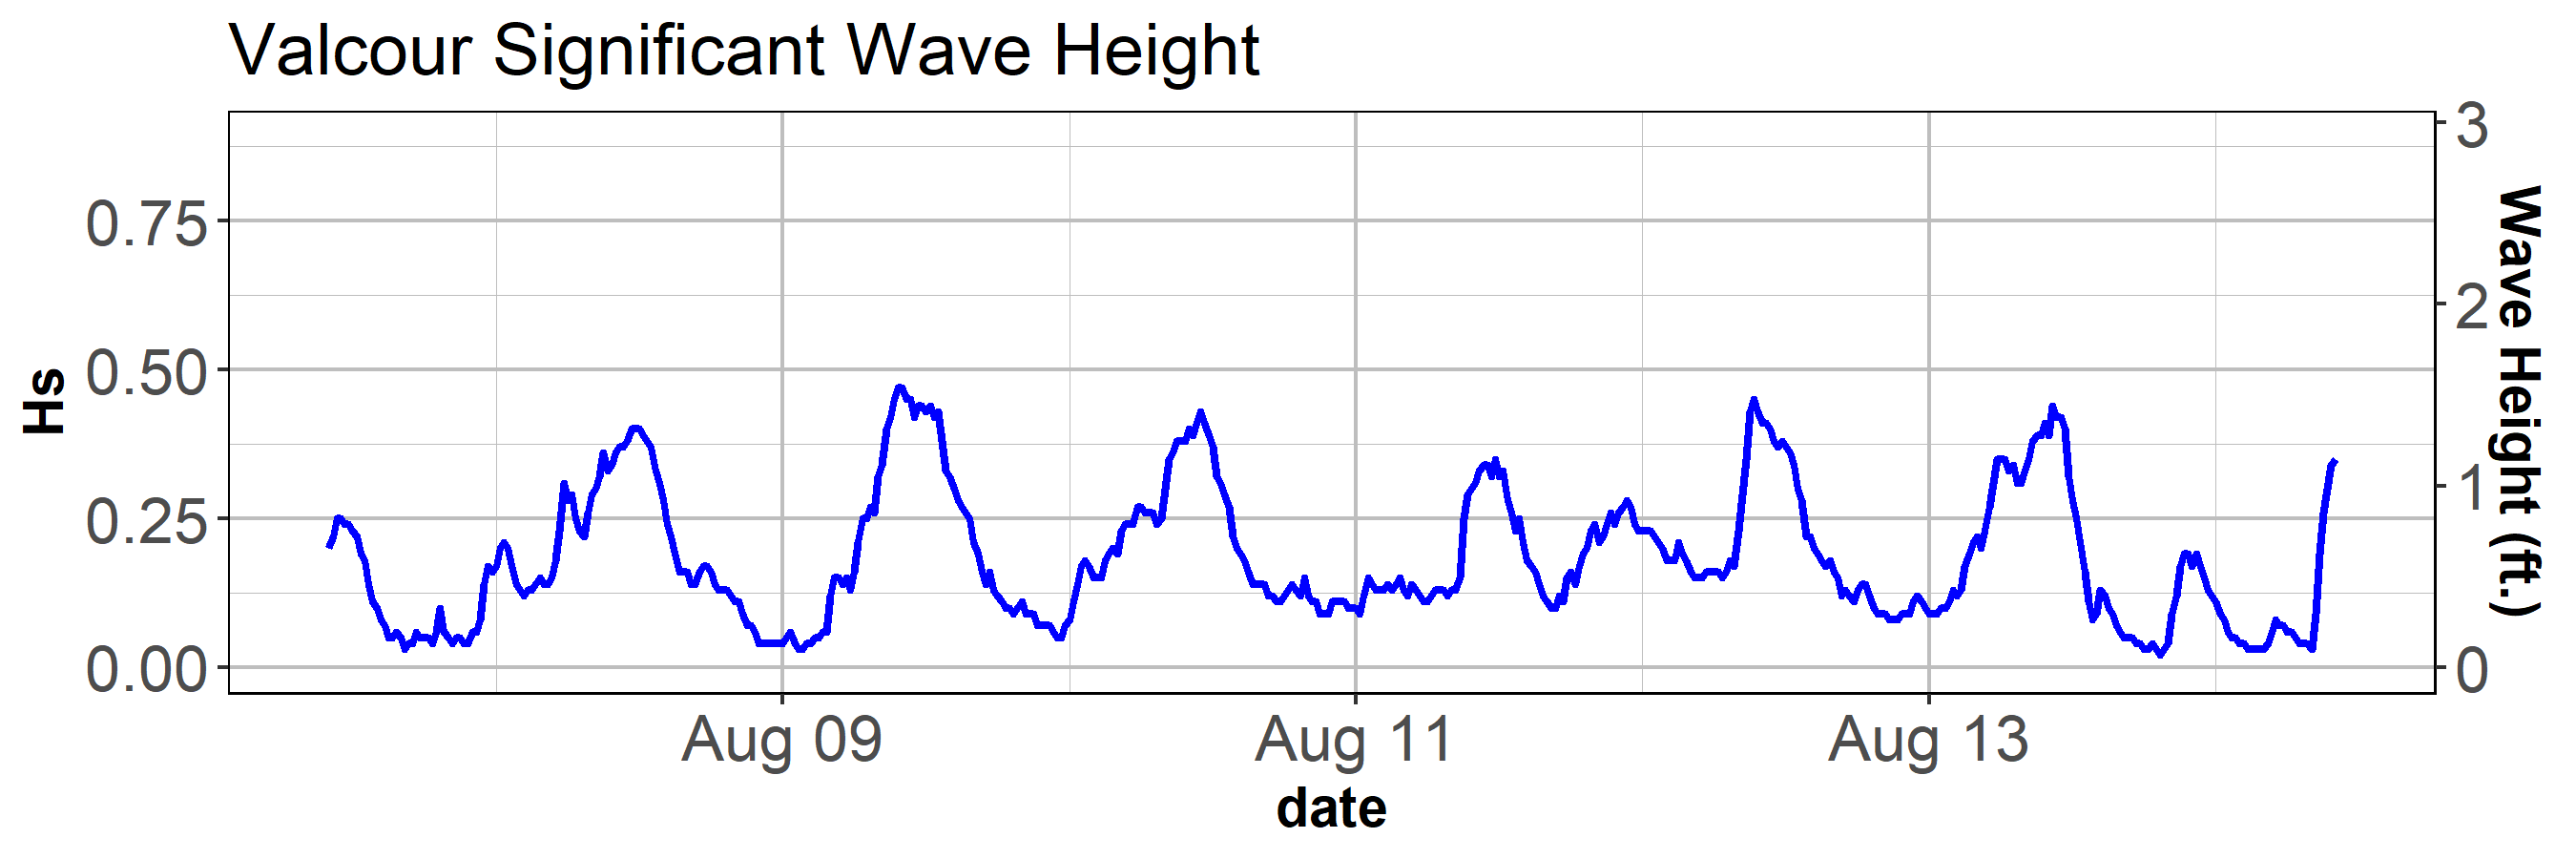 Valcour Significant Wave Height
Hs
0.75
0.50
0.25
0.00
3
2
1
0
Wave Height (ft.)
Aug 09
Aug 11
Aug 13
date